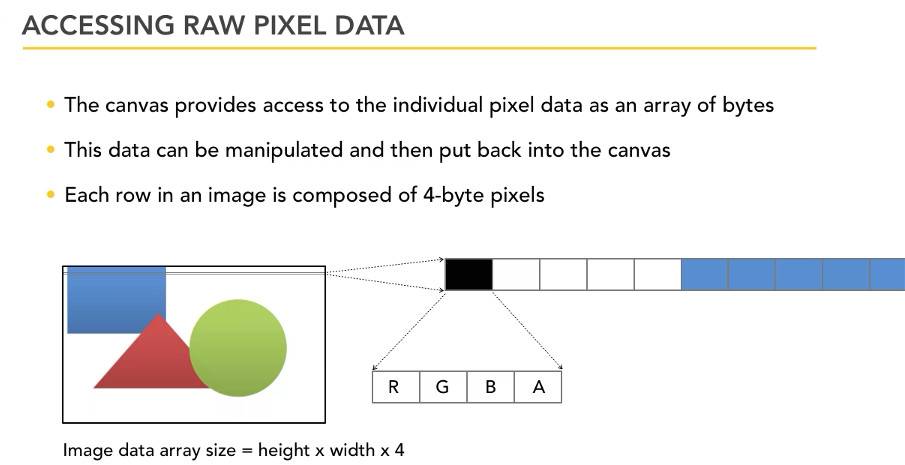 ACCESSING RAW PIXEL DATA
• The canvas provides access to the individual pixel data as an array of bytes
• This data can be manipulated and then put back into the canvas
• Each row in an image is composed of 4-byte pixels
R G B A
Image data array size = height x width x 4